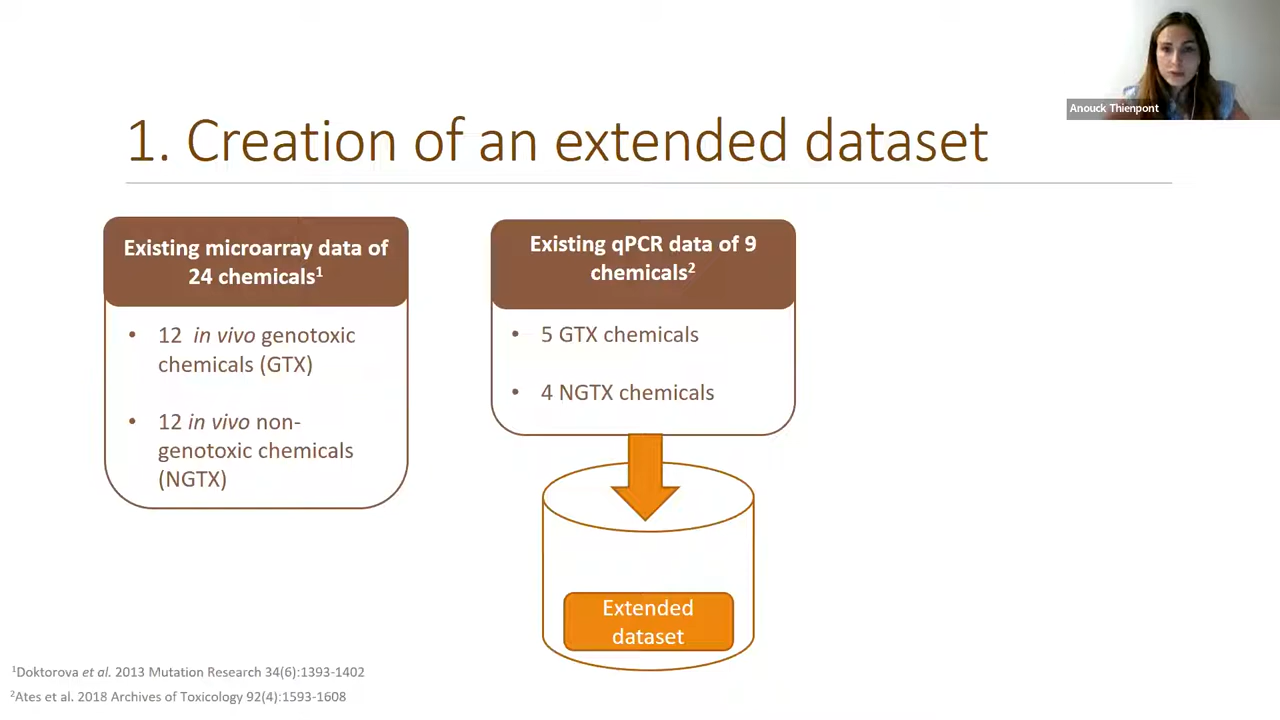 Anouck Thienpont
1. Creation of an extended dataset
Existing microarray data of
24 chemicals¹
• 12 in vivo genotoxic
chemicals (GTX)
• 12 in vivo non-
genotoxic chemicals
(NGTX)
Existing qPCR data of 9
chemicals²
• 5 GTX chemicals
• 4 NGTX chemicals
Extended
dataset
¹Doktorova et al. 2013 Mutation Research 34(6):1393-1402
²Ates et al. 2018 Archives of Toxicology 92(4):1593-1608